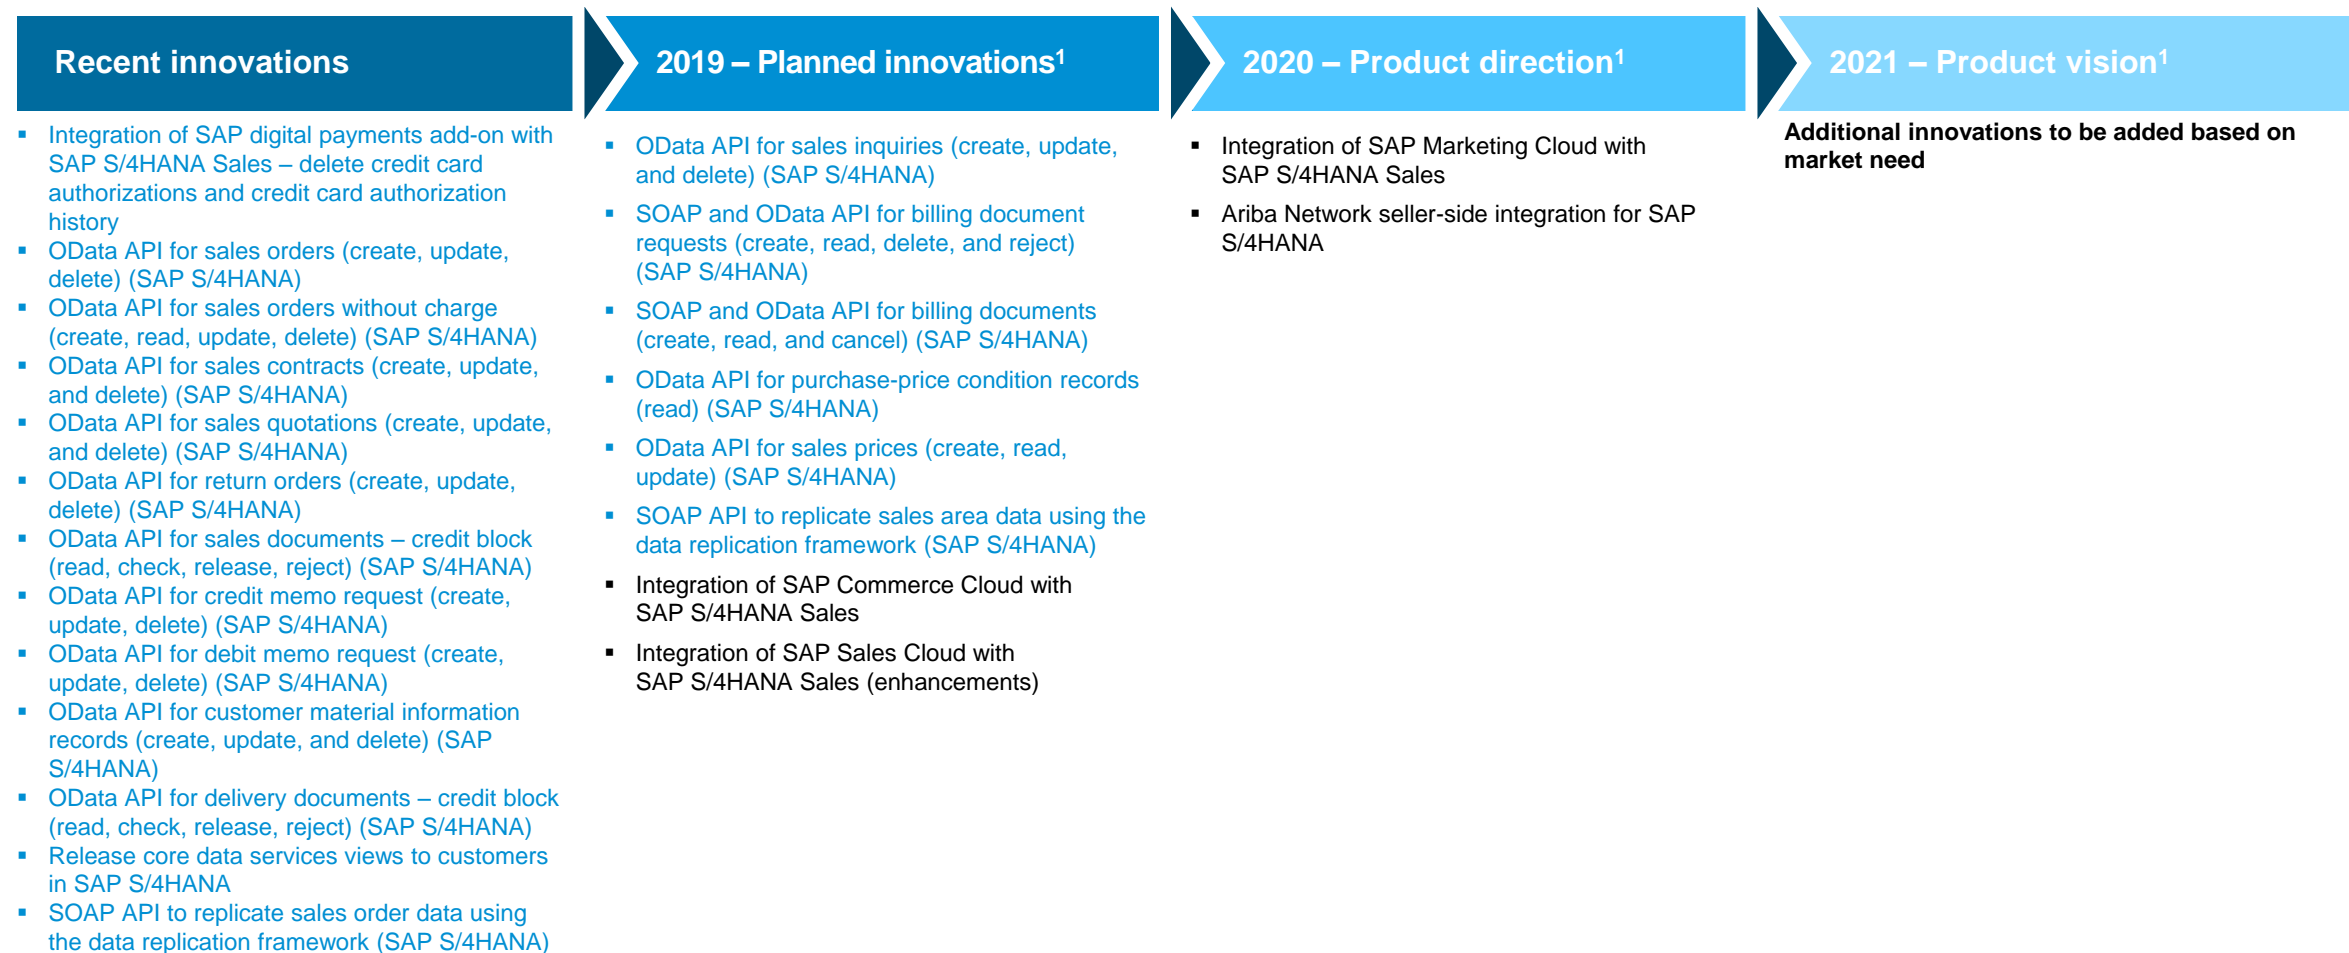 Recent innovations
▪ Integration of SAP digital payments add-on with
SAP S/4HANA Sales – delete credit card
authorizations and credit card authorization
history
▪ OData API for sales orders (create, update,
delete) (SAP S/4HANA)
▪ OData API for sales orders without charge
(create, read, update, delete) (SAP S/4HANA)
▪ OData API for sales contracts (create, update,
and delete) (SAP S/4HANA)
▪ OData API for sales quotations (create, update,
and delete) (SAP S/4HANA)
▪ OData API for return orders (create, update,
delete) (SAP S/4HANA)
▪ OData API for sales documents – credit block
(read, check, release, reject) (SAP S/4HANA)
▪ OData API for credit memo request (create,
update, delete) (SAP S/4HANA)
▪ OData API for debit memo request (create,
update, delete) (SAP S/4HANA)
▪ OData API for customer material information
records (create, update, and delete) (SAP
S/4HANA)
▪ OData API for delivery documents – credit block
(read, check, release, reject) (SAP S/4HANA)
▪ Release core data services views to customers
in SAP S/4HANA
▪ SOAP API to replicate sales order data using
the data replication framework (SAP S/4HANA)
2019 – Planned innovations¹
▪ OData API for sales inquiries (create, update,
and delete) (SAP S/4HANA)
▪ SOAP and OData API for billing document
requests (create, read, delete, and reject)
(SAP S/4HANA)
▪ SOAP and OData API for billing documents
(create, read, and cancel) (SAP S/4HANA)
▪ OData API for purchase-price condition records
(read) (SAP S/4HANA)
▪ OData API for sales prices (create, read,
update) (SAP S/4HANA)
▪ SOAP API to replicate sales area data using the
data replication framework (SAP S/4HANA)
▪ Integration of SAP Commerce Cloud with
SAP S/4HANA Sales
▪ Integration of SAP Sales Cloud with
SAP S/4HANA Sales (enhancements)
2020 – Product direction¹
▪ Integration of SAP Marketing Cloud with
SAP S/4HANA Sales
▪ Ariba Network seller-side integration for SAP
S/4HANA
2021 – Product vision¹
Additional innovations to be added based on
market need